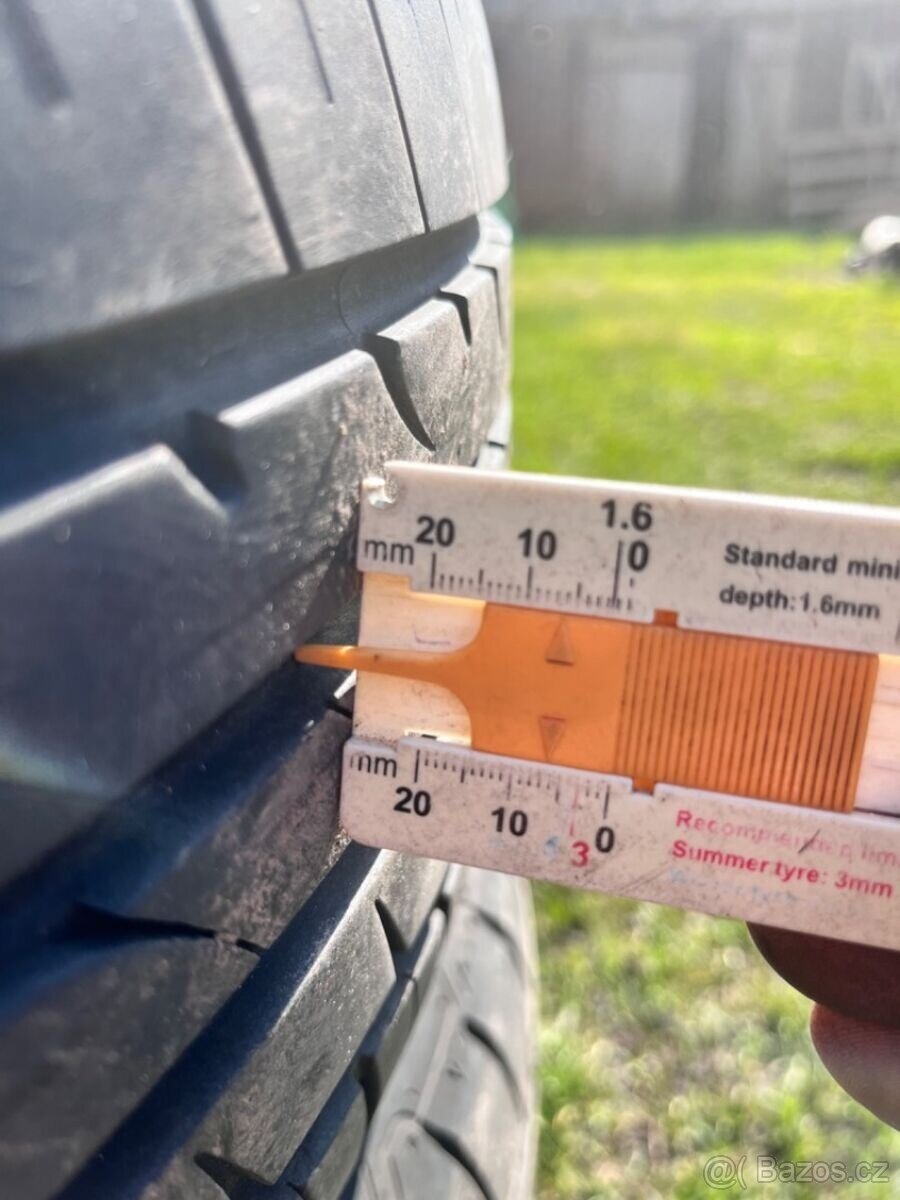 1.6
20 10 0
mm
Standard mini
depth:1.6mm
mm
20 10 3 0
Recommended
Summer tyre: 3mm
@( Bazos.cz